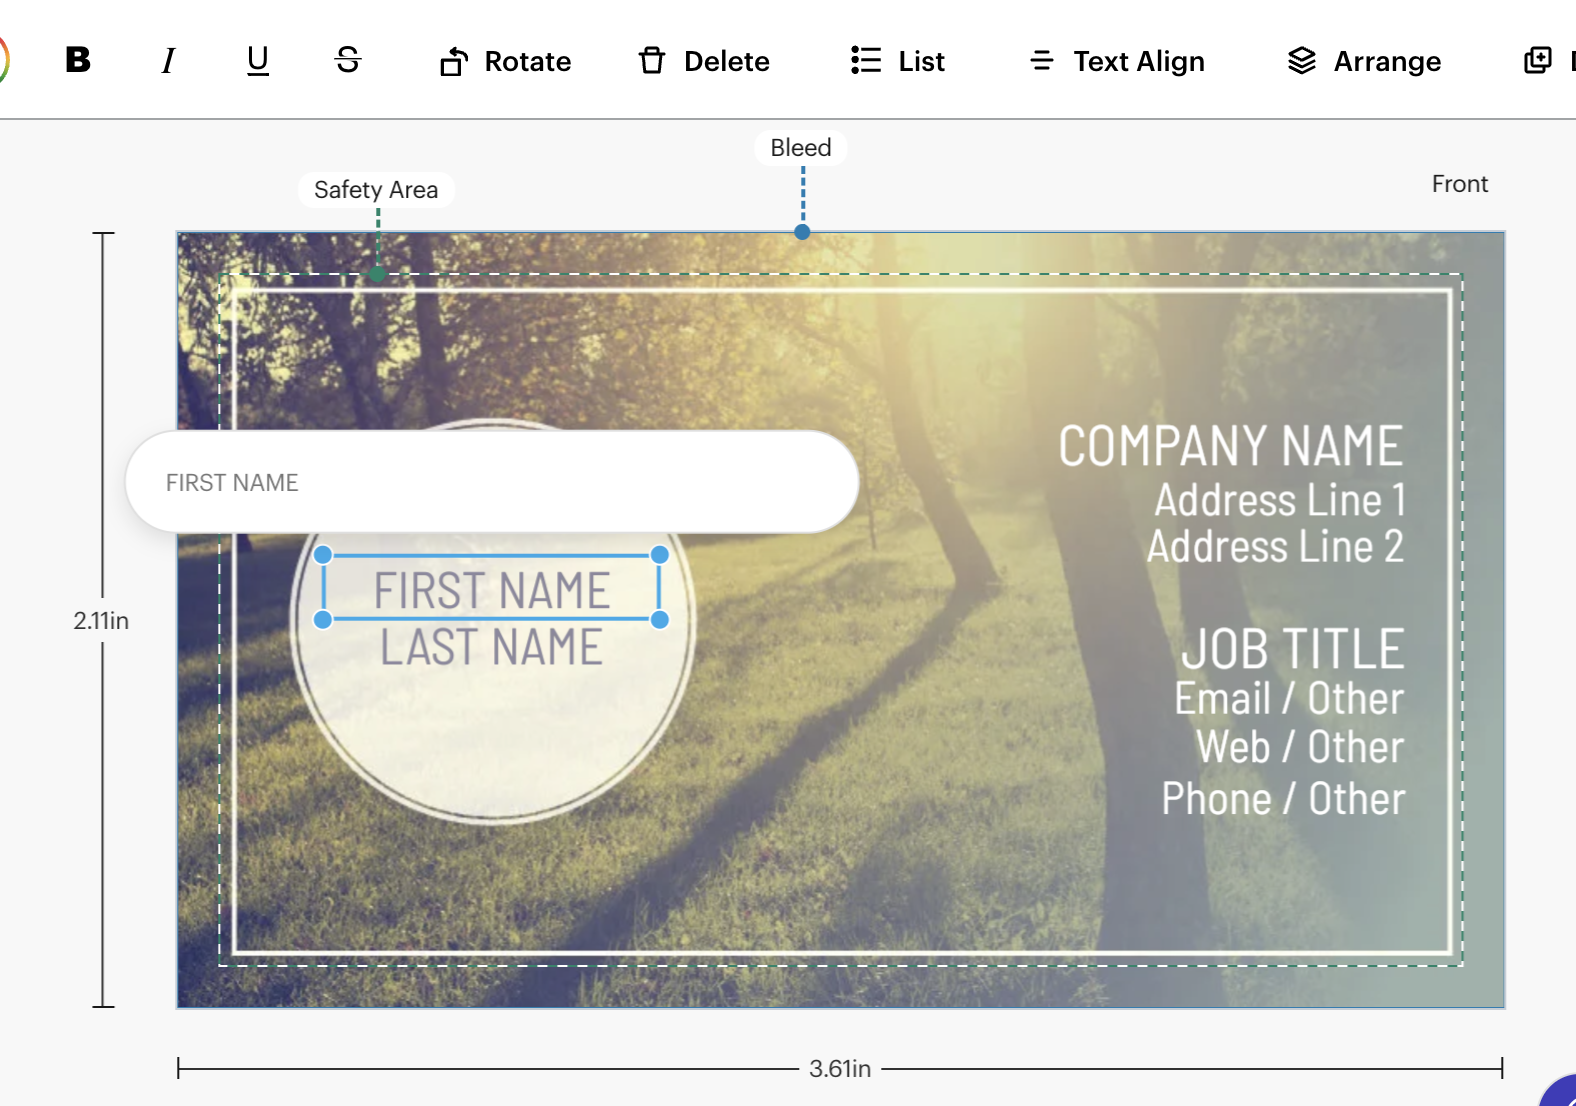 B I U S Rotate Delete List Text Align Arrange
Bleed
Safety Area
Front
FIRST NAME
FIRST NAME
LAST NAME
COMPANY NAME
Address Line 1
Address Line 2
JOB TITLE
Email / Other
Web / Other
Phone / Other
2.11in
3.61in